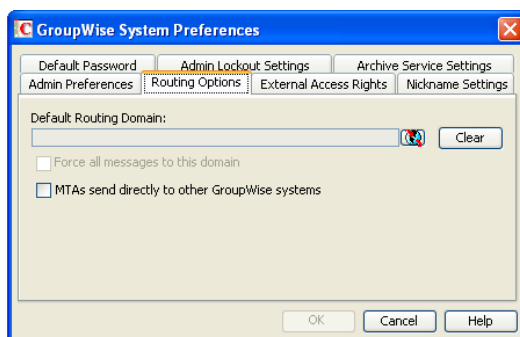 GroupWise System Preferences
Default Password Admin Lockout Settings Archive Service Settings
Admin Preferences Routing Options External Access Rights Nickname Settings
Default Routing Domain:
Clear
Force all messages to this domain
MTAs send directly to other GroupWise systems
OK Cancel Help